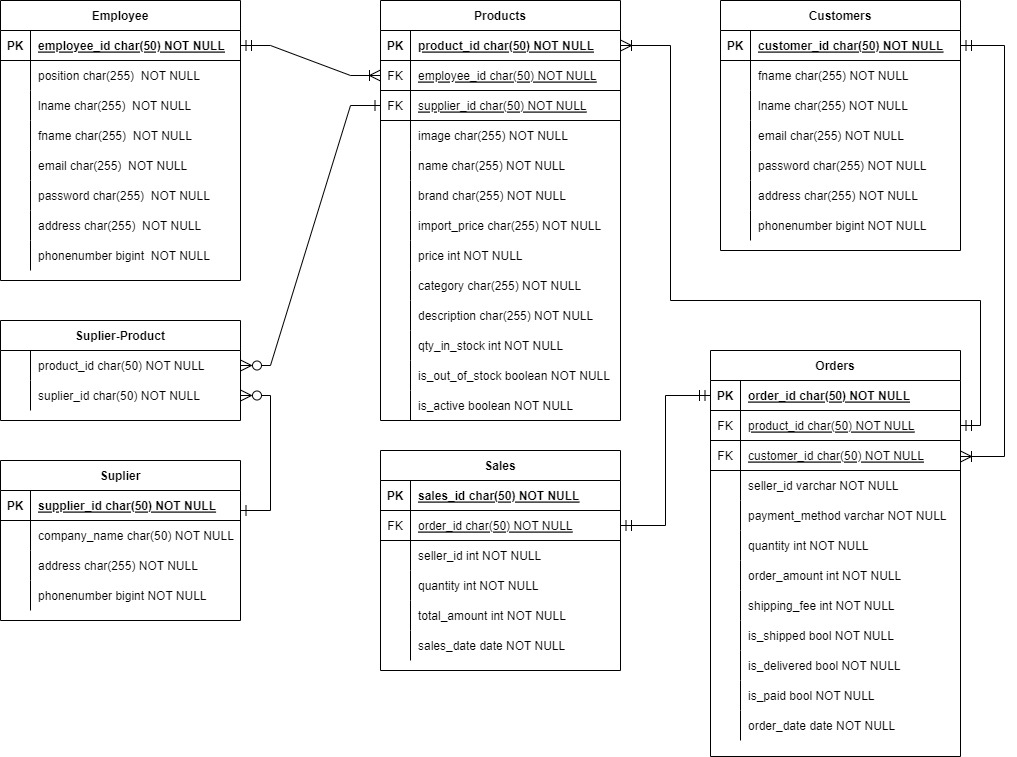 Employee
PK employee_id char(50) NOT NULL
position char(255)  NOT NULL
lname char(255)  NOT NULL
fname char(255)  NOT NULL
email char(255)  NOT NULL
password char(255)  NOT NULL
address char(255)  NOT NULL
phonenumber bigint  NOT NULL
Suplier-Product
product_id char(50) NOT NULL
suplier_id char(50) NOT NULL
Suplier
PK supplier_id char(50) NOT NULL
company_name char(50) NOT NULL
address char(255) NOT NULL
phonenumber bigint NOT NULL
Products
PK product_id char(50) NOT NULL
FK employee_id char(50) NOT NULL
FK supplier_id char(50) NOT NULL
image char(255) NOT NULL
name char(255) NOT NULL
brand char(255) NOT NULL
import_price char(255) NOT NULL
price int NOT NULL
category char(255) NOT NULL
description char(255) NOT NULL
qty_in_stock int NOT NULL
is_out_of_stock boolean NOT NULL
is_active boolean NOT NULL
Sales
PK sales_id char(50) NOT NULL
FK order_id char(50) NOT NULL
seller_id int NOT NULL
quantity int NOT NULL
total_amount int NOT NULL
sales_date date NOT NULL
Customers
PK customer_id char(50) NOT NULL
fname char(255) NOT NULL
lname char(255) NOT NULL
email char(255) NOT NULL
password char(255) NOT NULL
address char(255) NOT NULL
phonenumber bigint NOT NULL
Orders
PK order_id char(50) NOT NULL
FK product_id char(50) NOT NULL
FK customer_id char(50) NOT NULL
seller_id varchar NOT NULL
payment_method varchar NOT NULL
quantity int NOT NULL
order_amount int NOT NULL
shipping_fee int NOT NULL
is_shipped bool NOT NULL
is_delivered bool NOT NULL
is_paid bool NOT NULL
order_date date NOT NULL